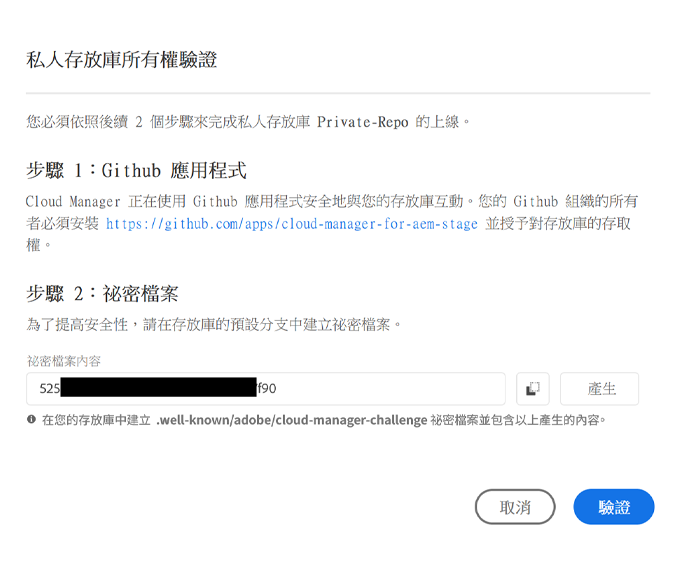 私人存放庫所有權驗證
您必須依照後續 2 個步驟來完成私人存放庫 Private-Repo 的上線。
步驟 1：Github 應用程式
Cloud Manager 正在使用 Github 應用程式安全地與您的存放庫互動。您的 Github 組織的所有
者必須安裝 https://github.com/apps/cloud-manager-for-aem-stage 並授予對存放庫的存取
權。
步驟 2：祕密檔案
為了提高安全性，請在存放庫的預設分支中建立祕密檔案。
祕密檔案內容
525 f90
產生
在您的存放庫中建立 .well-known/adobe/cloud-manager-challenge 祕密檔案並包含以上產生的內容。
取消
驗證